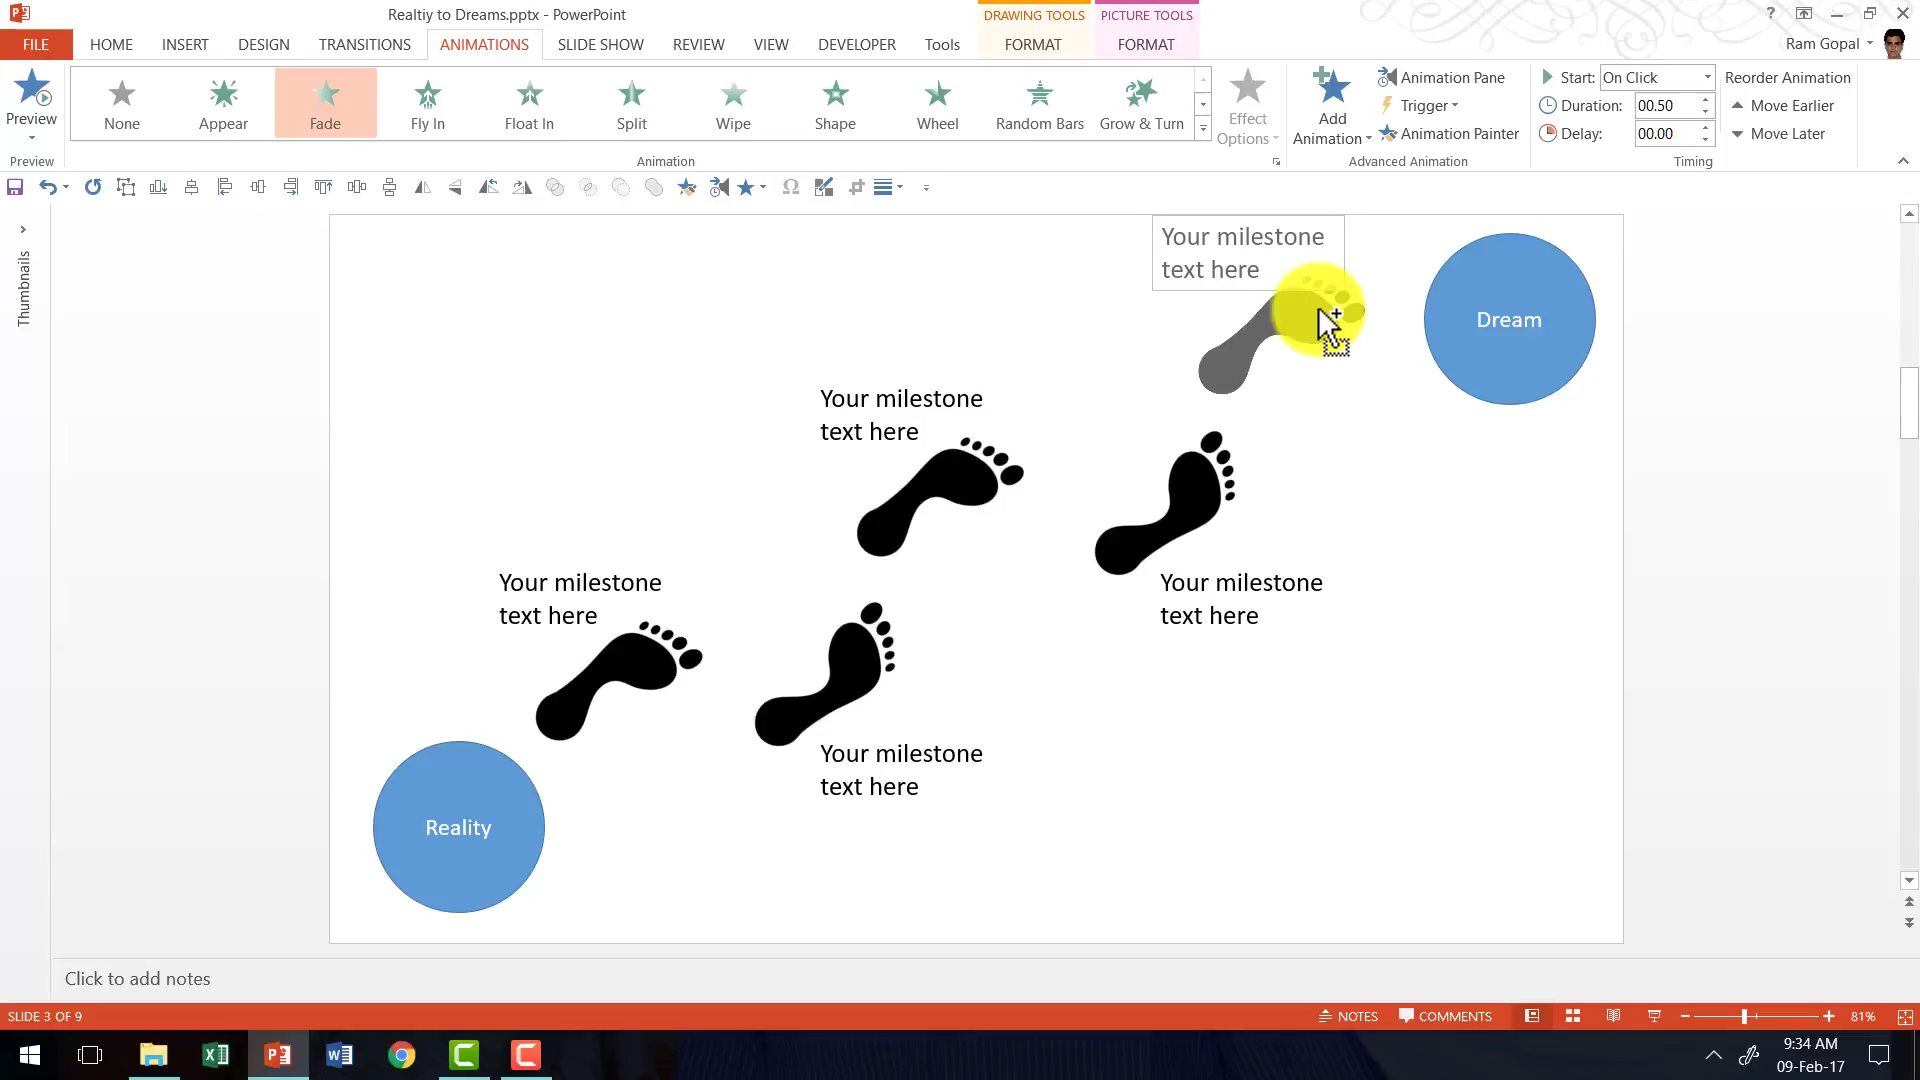 Realtiy to Dreams.pptx - PowerPoint
DRAWING TOOLS
PICTURE TOOLS
?
FILE
HOME
INSERT
DESIGN
TRANSITIONS
ANIMATIONS
SLIDE SHOW
REVIEW
VIEW
DEVELOPER
Tools
FORMAT
FORMAT
Ram Gopal
Preview
None
Appear
Fade
Fly In
Float In
Split
Wipe
Shape
Wheel
Random Bars
Grow & Turn
Effect
Options
Add
Animation
Animation Pane
Trigger
Animation Painter
Start: On Click
Duration: 00.50
Delay: 00.00
Reorder Animation
Move Earlier
Move Later
Preview
Animation
Advanced Animation
Timing
Thumbnails
Your milestone
text here
Dream
Your milestone
text here
Your milestone
text here
Your milestone
text here
Your milestone
text here
Reality
Click to add notes
SLIDE 3 OF 9
NOTES
COMMENTS
81%
9:34 AM
09-Feb-17